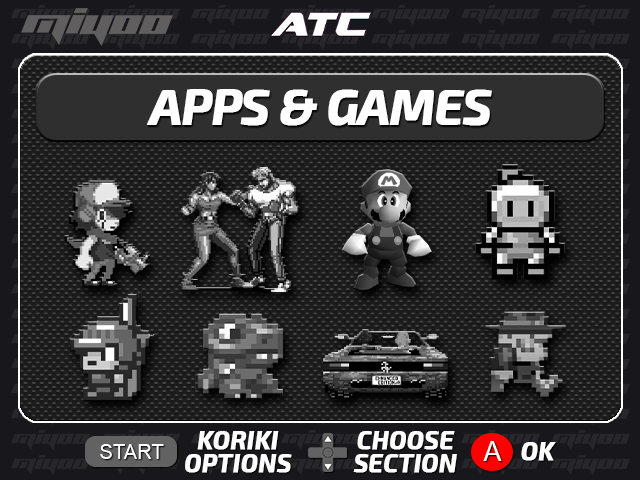 miyoo
ATC
APPS & GAMES
M
START
KORIKI
OPTIONS
CHOOSE
SECTION
A
OK